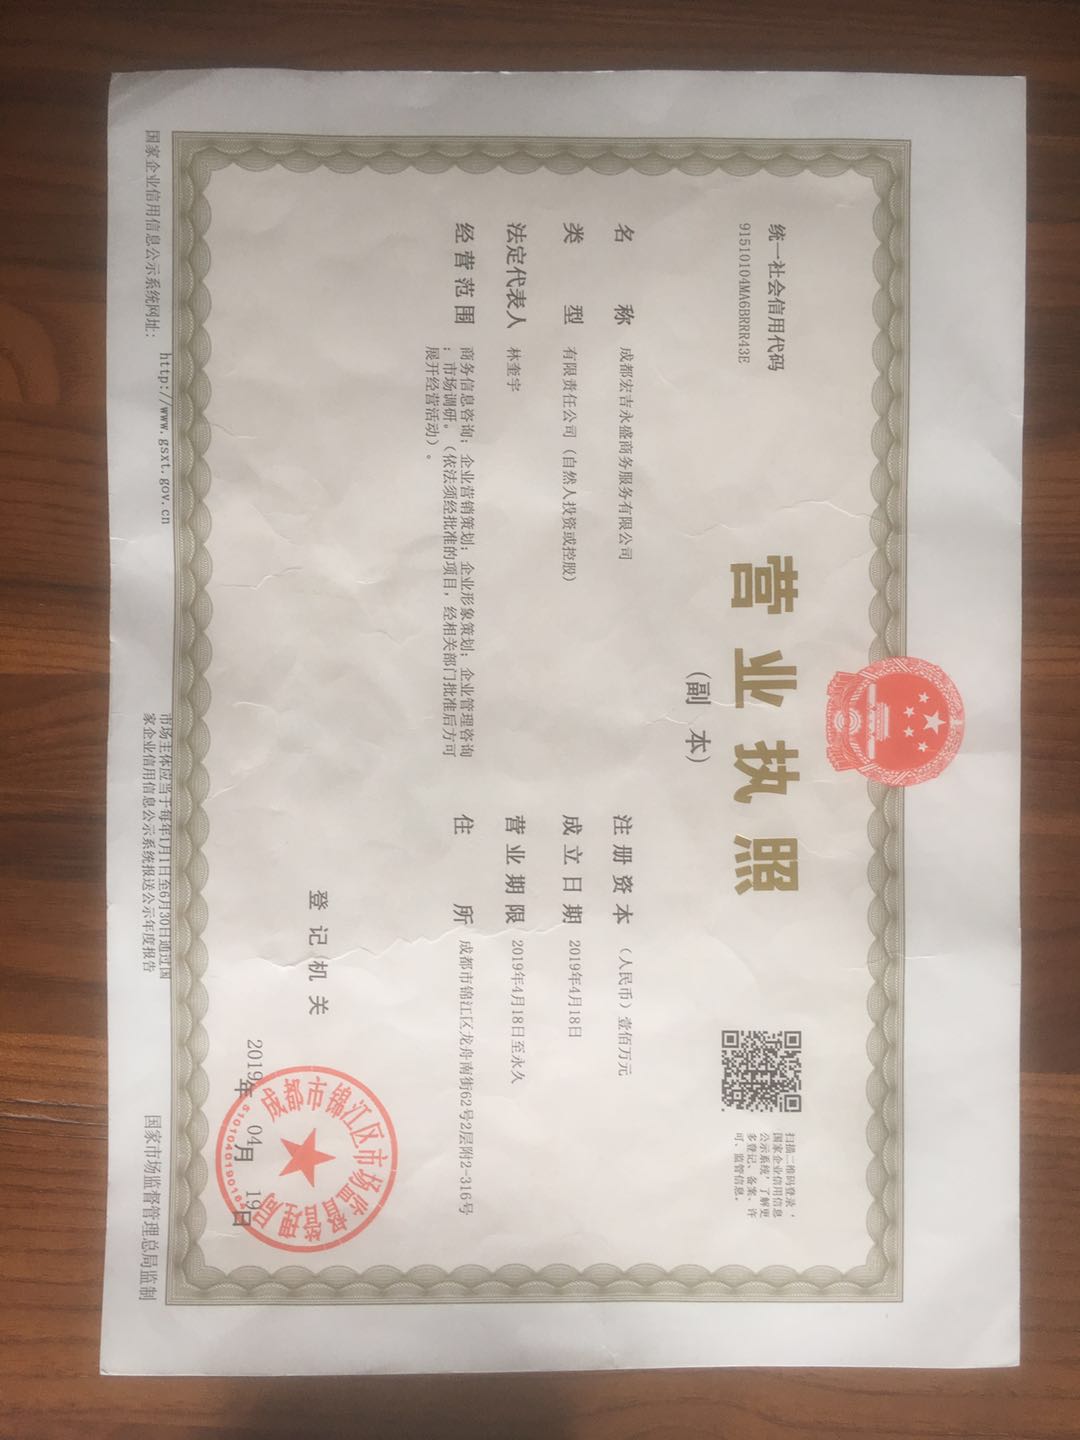 统一社会信用代码
91510104MA6BRRR43E
营业执照
(副 本)
扫描二维码登录‘
国家企业信用信息
公示系统’了解更
多登记、备案、许
可、监管信息。
名 称 成都宏吉永盛商务服务有限公司
类 型 有限责任公司（自然人投资或控股）
法定代表人 林奎宇
经营范围 商务信息咨询；企业营销策划；企业形象策划；企业管理咨询
；市场调研。（依法须经批准的项目，经相关部门批准后方可
展开经营活动）。
注册资本 （人民币）壹佰万元
成立日期 2019年4月18日
营业期限 2019年4月18日至永久
住 所 成都市锦江区龙舟南街62号2层附2-316号
登记机关
成都市锦江区市场监督管理局
2019年 04月 19日
国家企业信用信息公示系统网址： http://www.gsxt.gov.cn
市场主体应当于每年1月1日至6月30日通过国
家企业信用信息公示系统报送公示年度报告
国家市场监督管理总局监制